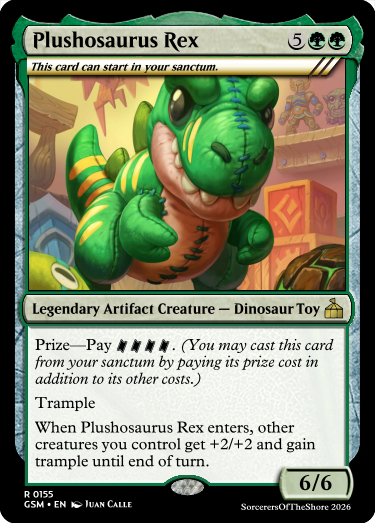 Plushosaurus Rex 5
This card can start in your sanctum.
Legendary Artifact Creature — Dinosaur Toy
Prize—Pay . (You may cast this card
from your sanctum by paying its prize cost in
addition to its other costs.)
Trample
When Plushosaurus Rex enters, other
creatures you control get +2/+2 and gain
trample until end of turn.
6/6
R 0155
GSM • EN Juan Calle
SorcerersOfTheShore 2026